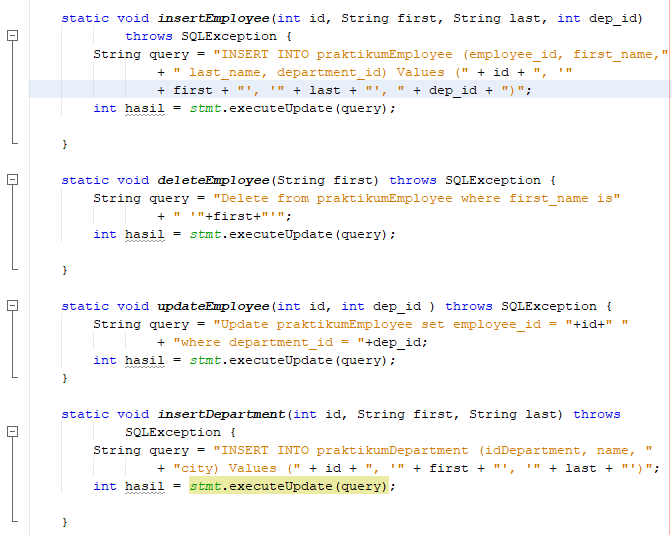 static void insertEmployee(int id, String first, String last, int dep_id)
throws SQLException {
String query = "INSERT INTO praktikumEmployee (employee_id, first_name,"
+ " last_name, department_id) Values (" + id + ", '"
+ first + "', '" + last + "', " + dep_id + ")";
int hasil = stmt.executeUpdate(query);
}
static void deleteEmployee(String first) throws SQLException {
String query = "Delete from praktikumEmployee where first_name is"
+ " '"+first+"'";
int hasil = stmt.executeUpdate(query);
}
static void updateEmployee(int id, int dep_id ) throws SQLException {
String query = "Update praktikumEmployee set employee_id = "+id+" "
+ "where department_id = "+dep_id;
int hasil = stmt.executeUpdate(query);
}
static void insertDepartment(int id, String first, String last) throws
SQLException {
String query = "INSERT INTO praktikumDepartment (idDepartment, name, "
+ "city) Values (" + id + ", '" + first + "', '" + last + "')";
int hasil = stmt.executeUpdate(query);
}